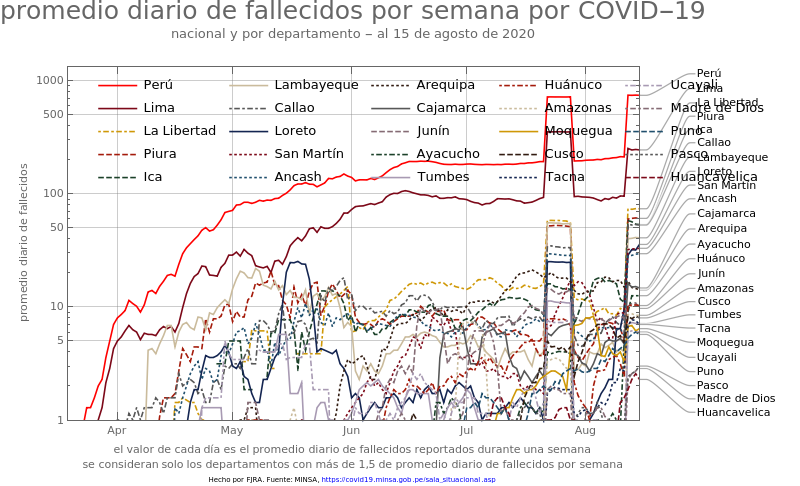 promedio diario de fallecidos por semana por COVID−19
nacional y por departamento − al 15 de agosto de 2020
promedio diario de fallecidos
1000
500
100
50
10
5
1
Apr
May
Jun
Jul
Aug
Perú
Lima
La Libertad
Piura
Ica
Lambayeque
Callao
Loreto
San Martín
Ancash
Arequipa
Cajamarca
Junín
Ayacucho
Tumbes
Huánuco
Amazonas
Moquegua
Cusco
Tacna
Ucayali
Madre de Dios
Puno
Pasco
Huancavelica
Perú
Lima
La Libertad
Piura
Ica
Callao
Lambayeque
Loreto
San Martín
Ancash
Cajamarca
Arequipa
Ayacucho
Huánuco
Junín
Amazonas
Cusco
Tumbes
Tacna
Moquegua
Ucayali
Puno
Pasco
Madre de Dios
Huancavelica
el valor de cada día es el promedio diario de fallecidos reportados durante una semana
se consideran solo los departamentos con más de 1,5 de promedio diario de fallecidos por semana
Hecho por FJRA. Fuente: MINSA, https://covid19.minsa.gob.pe/sala_situacional.asp